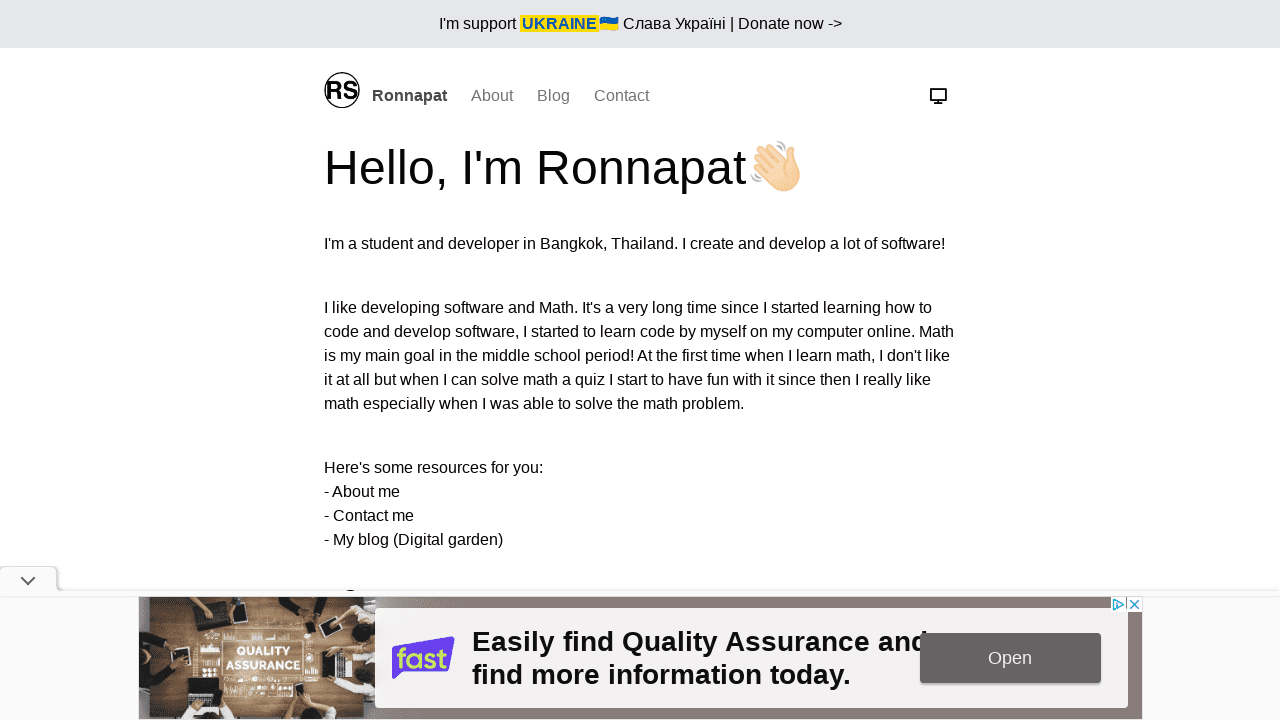 I'm support UKRAINE🇺🇦 Слава Україні | Donate now ->
RS Ronnapat About Blog Contact
Hello, I'm Ronnapat👋🏻
I'm a student and developer in Bangkok, Thailand. I create and develop a lot of software!
I like developing software and Math. It's a very long time since I started learning how to
code and develop software, I started to learn code by myself on my computer online. Math
is my main goal in the middle school period! At the first time when I learn math, I don't like
it at all but when I can solve math a quiz I start to have fun with it since then I really like
math especially when I was able to solve the math problem.
Here's some resources for you:
- About me
- Contact me
- My blog (Digital garden)
QUALITY
ASSURANCE
fast
Easily find Quality Assurance and
find more information today.
Open